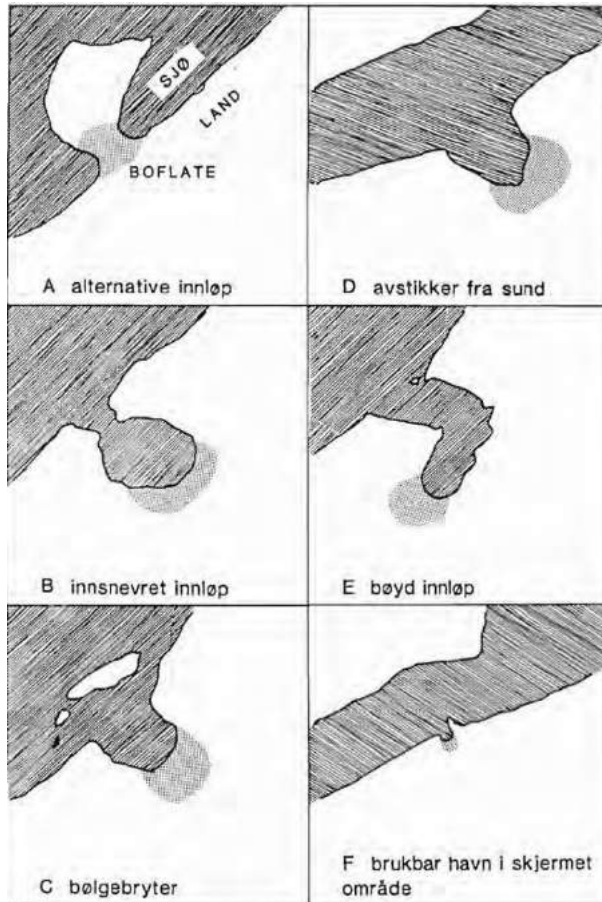 SJØ
LAND
BOFLATE
A alternative innløp
D avstikker fra sund
B innsnevret innløp
E bøyd innløp
C bølgebryter
F brukbar havn i skjermet
område